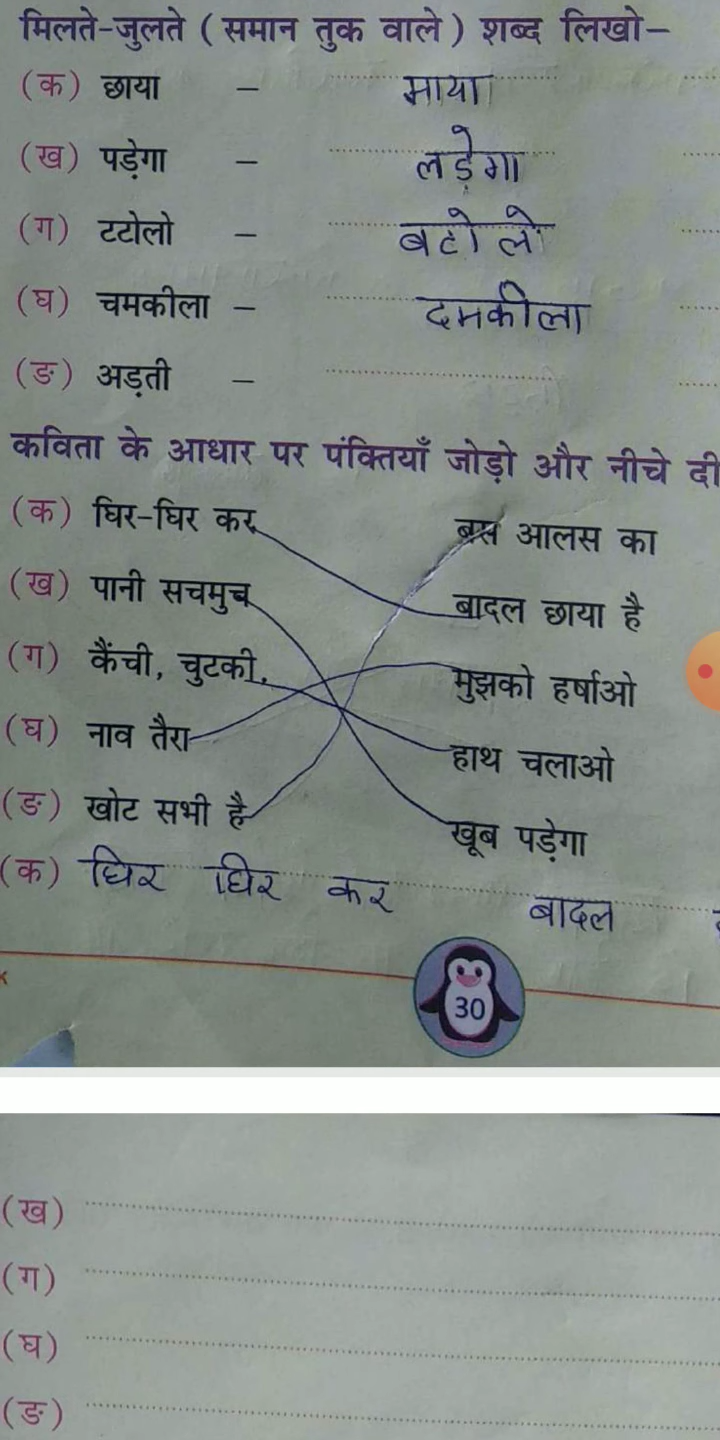 मिलते-जुलते ( समान तुक वाले ) शब्द लिखो–
(क) छाया – माया
(ख) पड़ेगा – लड़ेगा
(ग) टटोलो – बटोलो
(घ) चमकीला – दमकीला
(ङ) अड़ती –
कविता के आधार पर पंक्तियाँ जोड़ो और नीचे दी
(क) घिर-घिर कर बस आलस का
(ख) पानी सचमुच बादल छाया है
(ग) कैंची, चुटकी, मुझको हर्षाओ
(घ) नाव तैरा हाथ चलाओ
(ङ) खोट सभी है खूब पड़ेगा
(क) घिर घिर कर बादल
30
(ख)
(ग)
(घ)
(ङ)